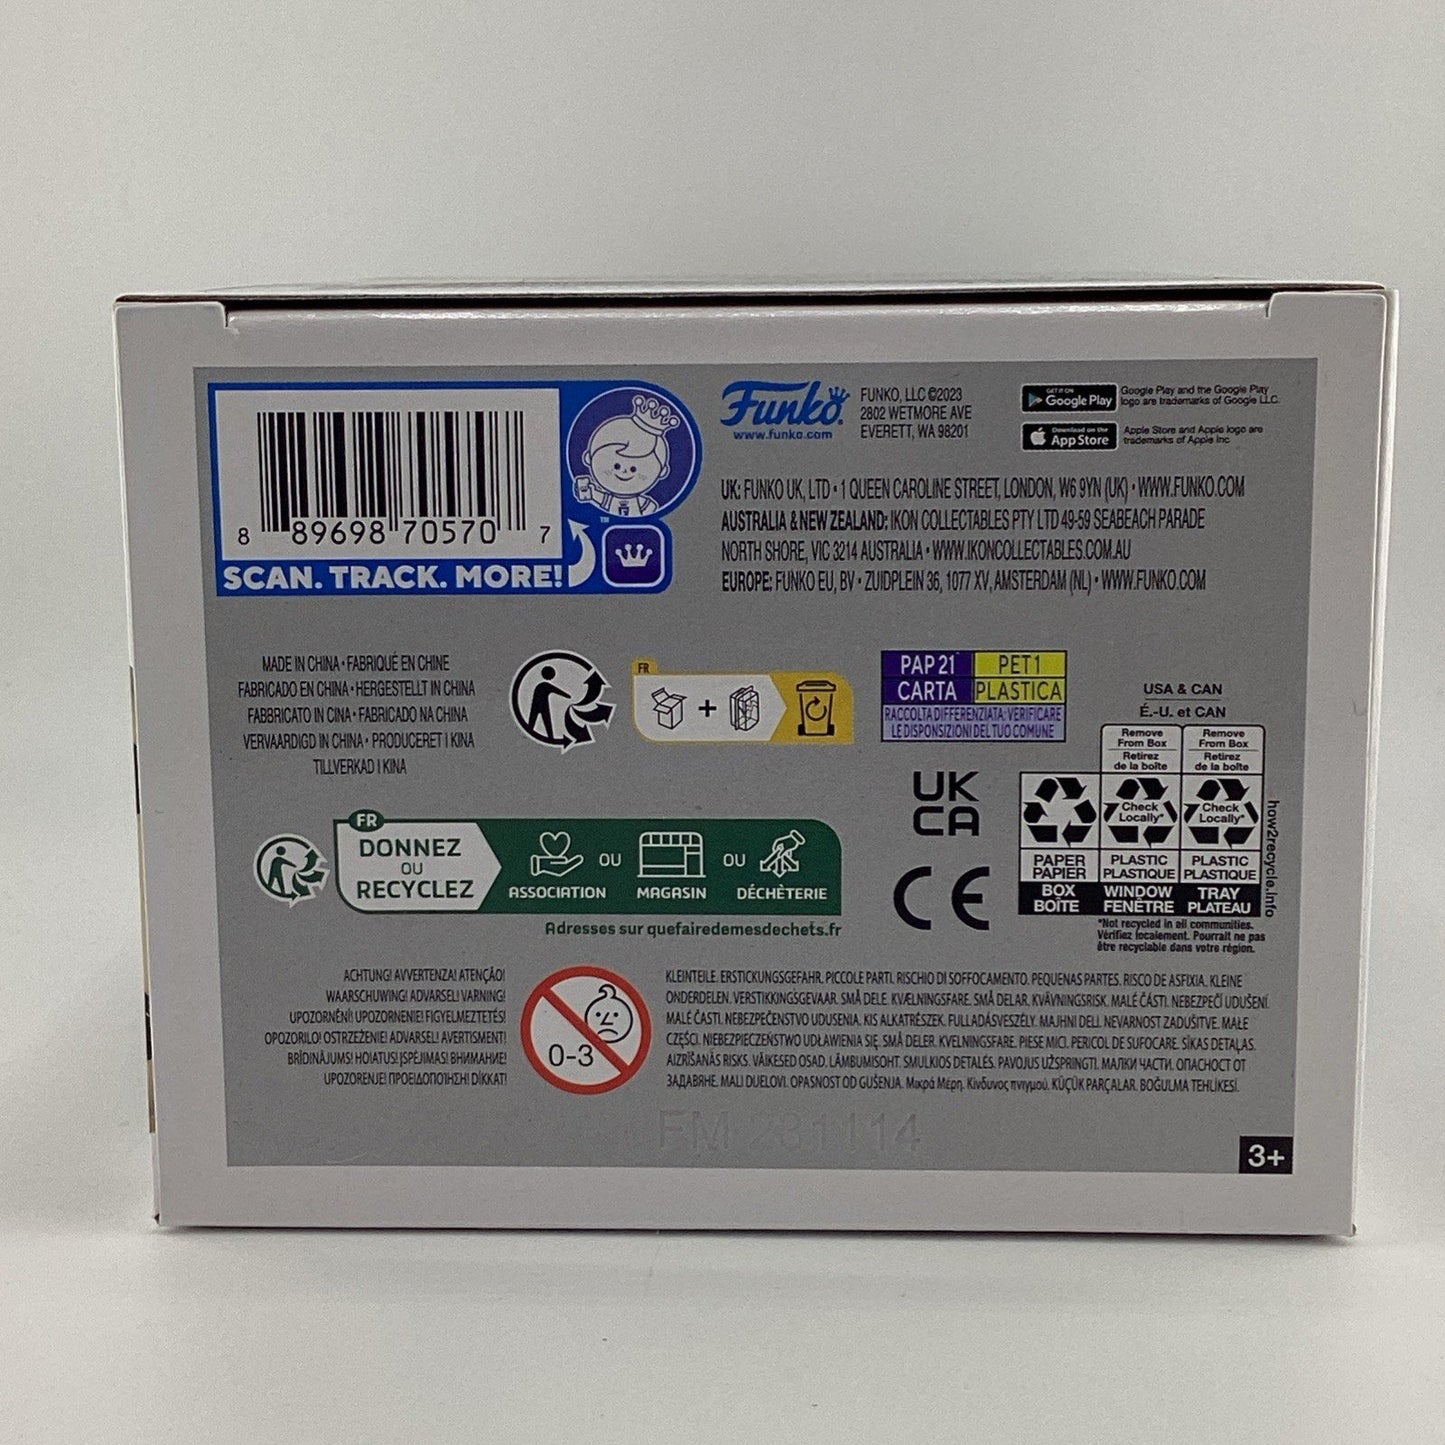 8 89698 70570 7
SCAN. TRACK. MORE!
TM
Funko
www.funko.com
FUNKO, LLC ©2023
2802 WETMORE AVE
EVERETT, WA 98201
GET IT ON
Google Play
Google Play and the Google Play
logo are trademarks of Google LLC.
Download on the
App Store
Apple Store and Apple logo are
trademarks of Apple Inc.
UK: FUNKO UK, LTD • 1 QUEEN CAROLINE STREET, LONDON, W6 9YN (UK) • WWW.FUNKO.COM
AUSTRALIA & NEW ZEALAND: IKON COLLECTABLES PTY LTD 49-59 SEABEACH PARADE
NORTH SHORE, VIC 3214 AUSTRALIA • WWW.IKONCOLLECTABLES.COM.AU
EUROPE: FUNKO EU, BV • ZUIDPLEIN 36, 1077 XV, AMSTERDAM (NL) • WWW.FUNKO.COM
MADE IN CHINA • FABRIQUÉ EN CHINE
FABRICADO EN CHINA • HERGESTELLT IN CHINA
FABBRICATO IN CINA • FABRICADO NA CHINA
VERVAARDIGD IN CHINA • PRODUCERET I KINA
TILLVERKAD I KINA
FR
+
PAP 21
CARTA
PET 1
PLASTICA
RACCOLTA DIFFERENZIATA: VERIFICARE
LE DISPOSIZIONI DEL TUO COMUNE
USA & CAN
É.-U. et CAN
Remove
From Box
Retirez
de la boîte
Remove
From Box
Retirez
de la boîte
Check
Locally*
Check
Locally*
PAPER
PAPIER
PLASTIC
PLASTIQUE
PLASTIC
PLASTIQUE
BOX
BOÎTE
WINDOW
FENÊTRE
TRAY
PLATEAU
how2recycle.info
*Not recycled in all communities.
Vérifiez localement. Pourrait ne pas
être recyclable dans votre région.
UK
CA
CE
FR
DONNEZ
OU
RECYCLEZ
ASSOCIATION
OU
MAGASIN
OU
DÉCHÈTERIE
Adresses sur quefairedemesdechets.fr
ACHTUNG! AVVERTENZA! ATENÇÃO!
WAARSCHUWING! ADVARSEL! VARNING!
UPOZORNĚNÍ! UPOZORNENIE! FIGYELMEZTETÉS!
OPOZORILO! OSTRZEŻENIE! ADVARSEL! AVERTISMENT!
BRĪDINĀJUMS! HOIATUS! ĮSPĖJIMAS! ВНИМАНИЕ!
UPOZORENJE! ΠΡΟΕΙΔΟΠΟΙΗΣΗ! DİKKAT!
0-3
KLEINTEILE. ERSTICKUNGSGEFAHR. PICCOLE PARTI. RISCHIO DI SOFFOCAMENTO. PEQUENAS PARTES. RISCO DE ASFIXIA. KLEINE
ONDERDELEN. VERSTIKKINGSGEVAAR. SMÅ DELE. KVÆLNINGSFARE. SMÅ DELAR. KVÄVNINGSRISK. MALÉ ČÁSTI. NEBEZPEČÍ UDUŠENÍ.
MALÉ ČASTI. NEBEZPEČENSTVO UDUSENIA. KIS ALKATRÉSZEK. FULLADÁSVESZÉLY. MAJHNI DELI. NEVARNOST ZADUŠITVE. MAŁE
CZĘŚCI. NIEBEZPIECZEŃSTWO UDŁAWIENIA SIĘ. SMÅ DELER. KVELNINGSFARE. PIESE MICI. PERICOL DE SUFOCARE. SĪKAS DETAĻAS.
AIZRĪŠANĀS RISKS. VÄIKESED OSAD. LÄMBUMISOHT. SMULKIOS DETALĖS. PAVOJUS UŽSPRINGTI. МАЛКИ ЧАСТИ. ОПАСНОСТ ОТ
ЗАДАВЯНЕ. MALI DIJELOVI. OPASNOST OD GUŠENJA. Μικρά Μέρη. Κίνδυνος πνιγμού. KÜÇÜK PARÇALAR. BOĞULMA TEHLİKESİ.
FM 231114
3+